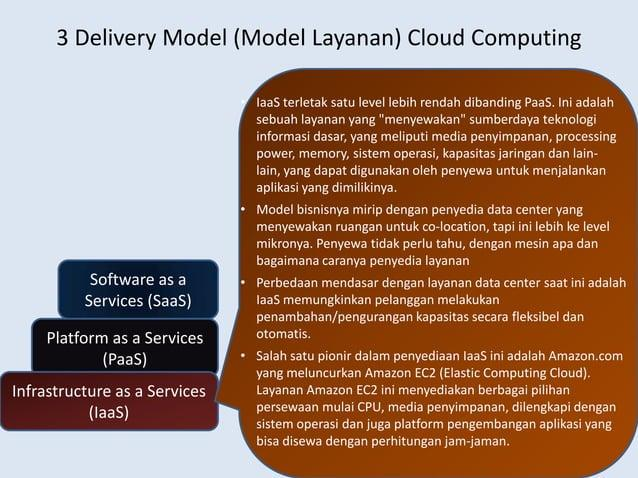 3 Delivery Model (Model Layanan) Cloud Computing
• IaaS terletak satu level lebih rendah dibanding PaaS. Ini adalah
sebuah layanan yang "menyewakan" sumberdaya teknologi
informasi dasar, yang meliputi media penyimpanan, processing
power, memory, sistem operasi, kapasitas jaringan dan lain-
lain, yang dapat digunakan oleh penyewa untuk menjalankan
aplikasi yang dimilikinya.
• Model bisnisnya mirip dengan penyedia data center yang
menyewakan ruangan untuk co-location, tapi ini lebih ke level
mikronya. Penyewa tidak perlu tahu, dengan mesin apa dan
bagaimana caranya penyedia layanan
• Perbedaan mendasar dengan layanan data center saat ini adalah
IaaS memungkinkan pelanggan melakukan
penambahan/pengurangan kapasitas secara fleksibel dan
otomatis.
• Salah satu pionir dalam penyediaan IaaS ini adalah Amazon.com
yang meluncurkan Amazon EC2 (Elastic Computing Cloud).
Layanan Amazon EC2 ini menyediakan berbagai pilihan
persewaan mulai CPU, media penyimpanan, dilengkapi dengan
sistem operasi dan juga platform pengembangan aplikasi yang
bisa disewa dengan perhitungan jam-jaman.
Software as a
Services (SaaS)
Platform as a Services
(PaaS)
Infrastructure as a Services
(IaaS)